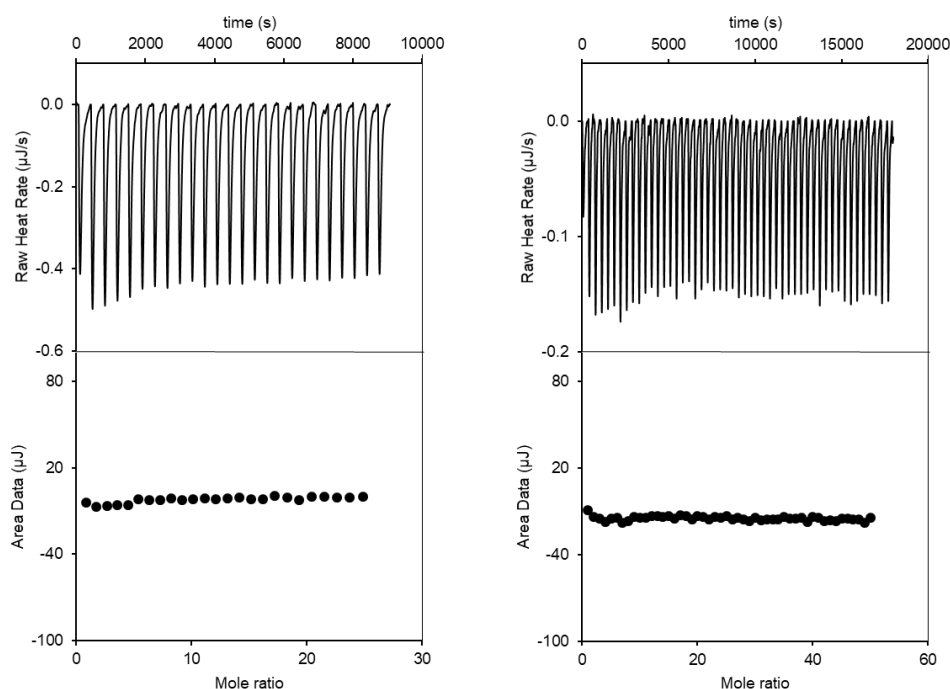 time (s)
0 2000 4000 6000 8000 10000
0.0
-0.2
-0.4
-0.6
Raw Heat Rate (µJ/s)
80
20
-40
-100
Area Data (µJ)
0 10 20 30
Mole ratio
time (s)
0 5000 10000 15000 20000
0.0
-0.1
-0.2
Raw Heat Rate (µJ/s)
80
20
-40
-100
Area Data (µJ)
0 20 40 60
Mole ratio